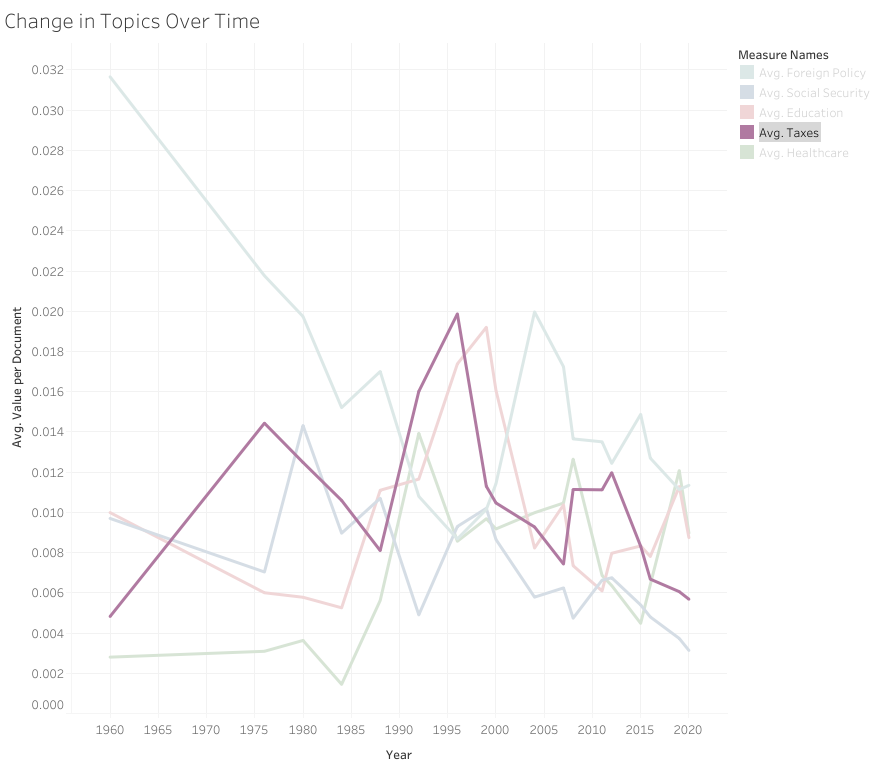 Change in Topics Over Time
Measure Names
Avg. Foreign Policy
Avg. Social Security
Avg. Education
Avg. Taxes
Avg. Healthcare
0.032
0.030
0.028
0.026
0.024
0.022
0.020
0.018
0.016
0.014
0.012
0.010
0.008
0.006
0.004
0.002
0.000
Avg. Value per Document
1960 1965 1970 1975 1980 1985 1990 1995 2000 2005 2010 2015 2020
Year